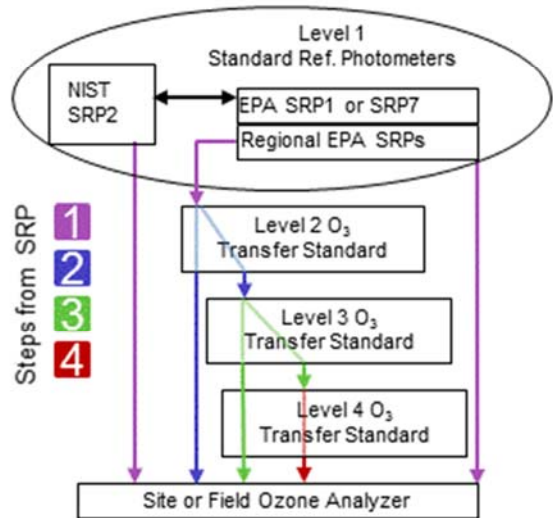 Level 1
Standard Ref. Photometers
NIST
SRP2
EPA SRP1 or SRP7
Regional EPA SRPs
Steps from SRP
1
2
3
4
Level 2 O₃
Transfer Standard
Level 3 O₃
Transfer Standard
Level 4 O₃
Transfer Standard
Site or Field Ozone Analyzer